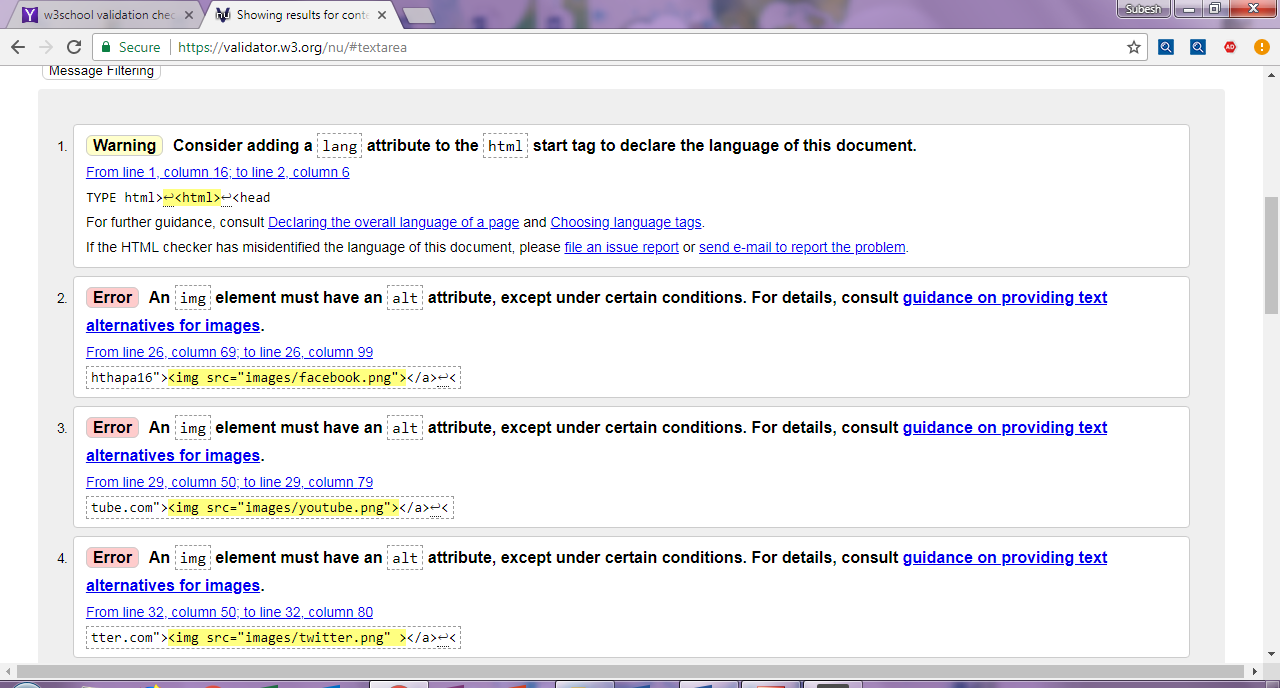 w3school validation chec
Showing results for conte
Subesh
Secure https://validator.w3.org/nu/#textarea
Message Filtering
1. Warning Consider adding a lang attribute to the html start tag to declare the language of this document.
From line 1, column 16; to line 2, column 6
TYPE html>↩<html>↩<head
For further guidance, consult Declaring the overall language of a page and Choosing language tags.
If the HTML checker has misidentified the language of this document, please file an issue report or send e-mail to report the problem.
2. Error An img element must have an alt attribute, except under certain conditions. For details, consult guidance on providing text
alternatives for images.
From line 26, column 69; to line 26, column 99
hthapa16"><img src="images/facebook.png"></a>↩<
3. Error An img element must have an alt attribute, except under certain conditions. For details, consult guidance on providing text
alternatives for images.
From line 29, column 50; to line 29, column 79
tube.com"><img src="images/youtube.png"></a>↩<
4. Error An img element must have an alt attribute, except under certain conditions. For details, consult guidance on providing text
alternatives for images.
From line 32, column 50; to line 32, column 80
tter.com"><img src="images/twitter.png" ></a>↩<